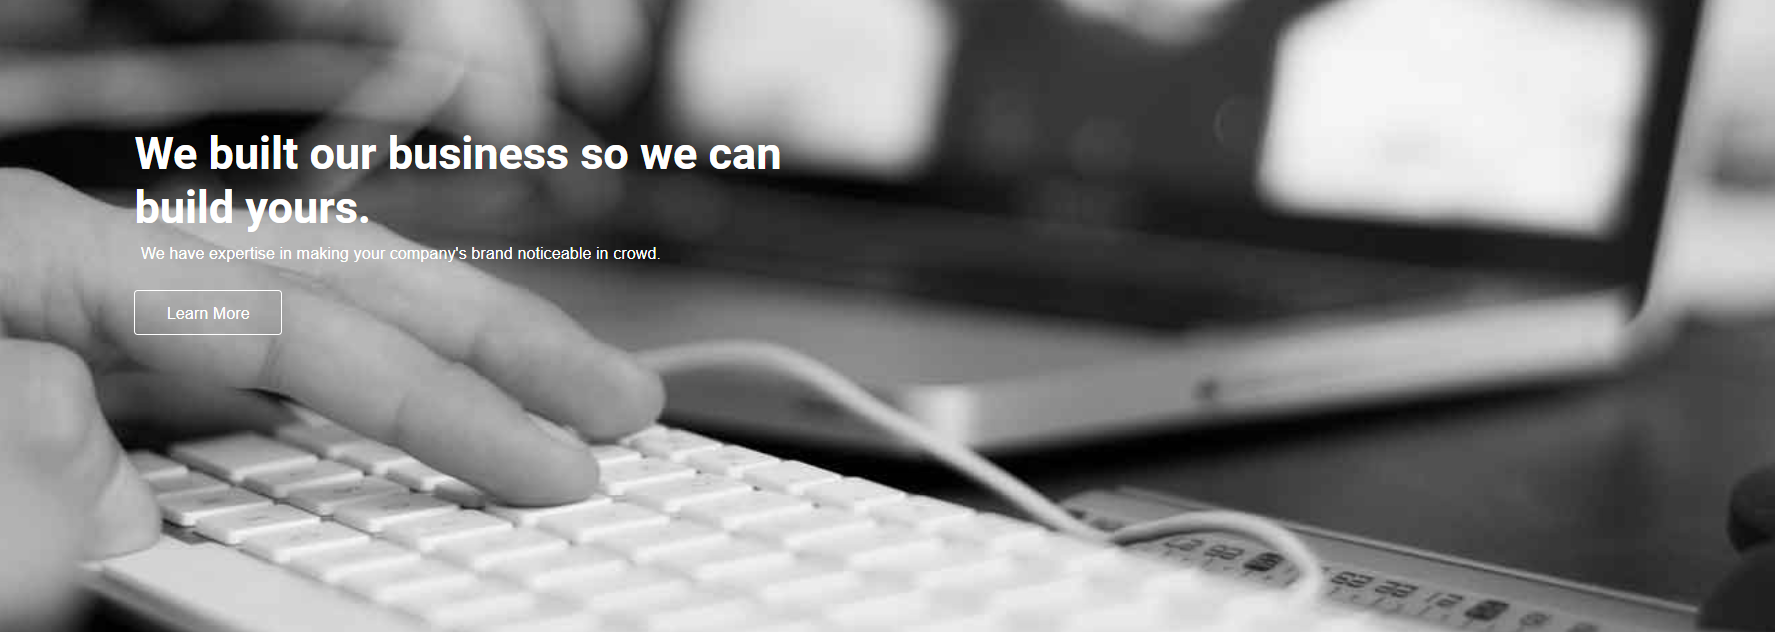 We built our business so we can
build yours.
We have expertise in making your company's brand noticeable in crowd.
Learn More